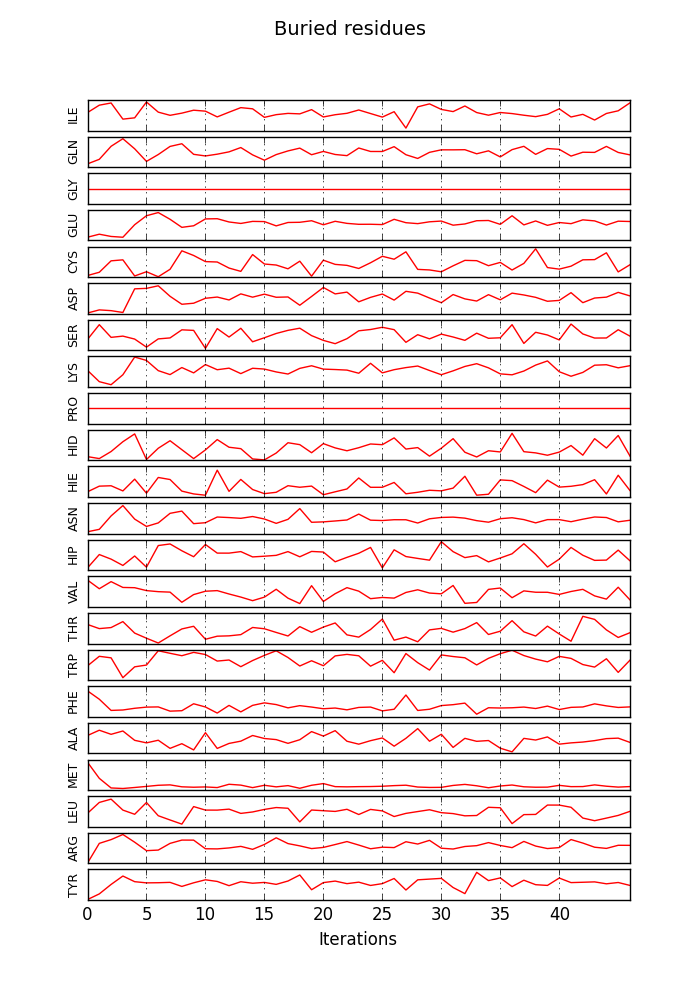 Buried residues
ILE
GLN
GLY
GLU
CYS
ASP
SER
LYS
PRO
HID
HIE
ASN
HIP
VAL
THR
TRP
PHE
ALA
MET
LEU
ARG
TYR
0 5 10 15 20 25 30 35 40
Iterations